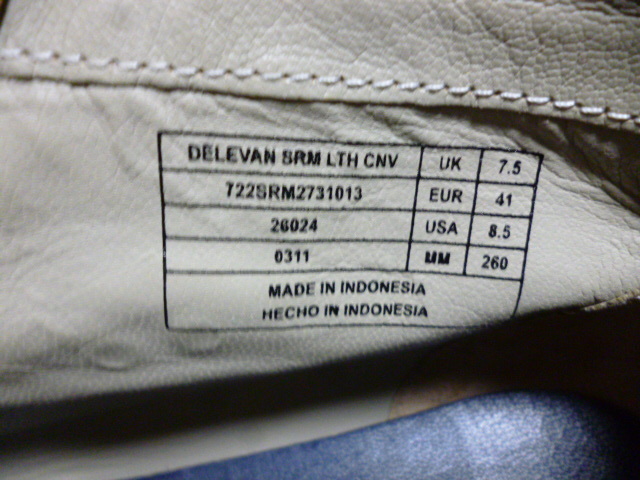 DELEVAN SRM LTH CNV UK 7.5
722SRM2731013 EUR 41
26024 USA 8.5
0311 MM 260
MADE IN INDONESIA
HECHO IN INDONESIA